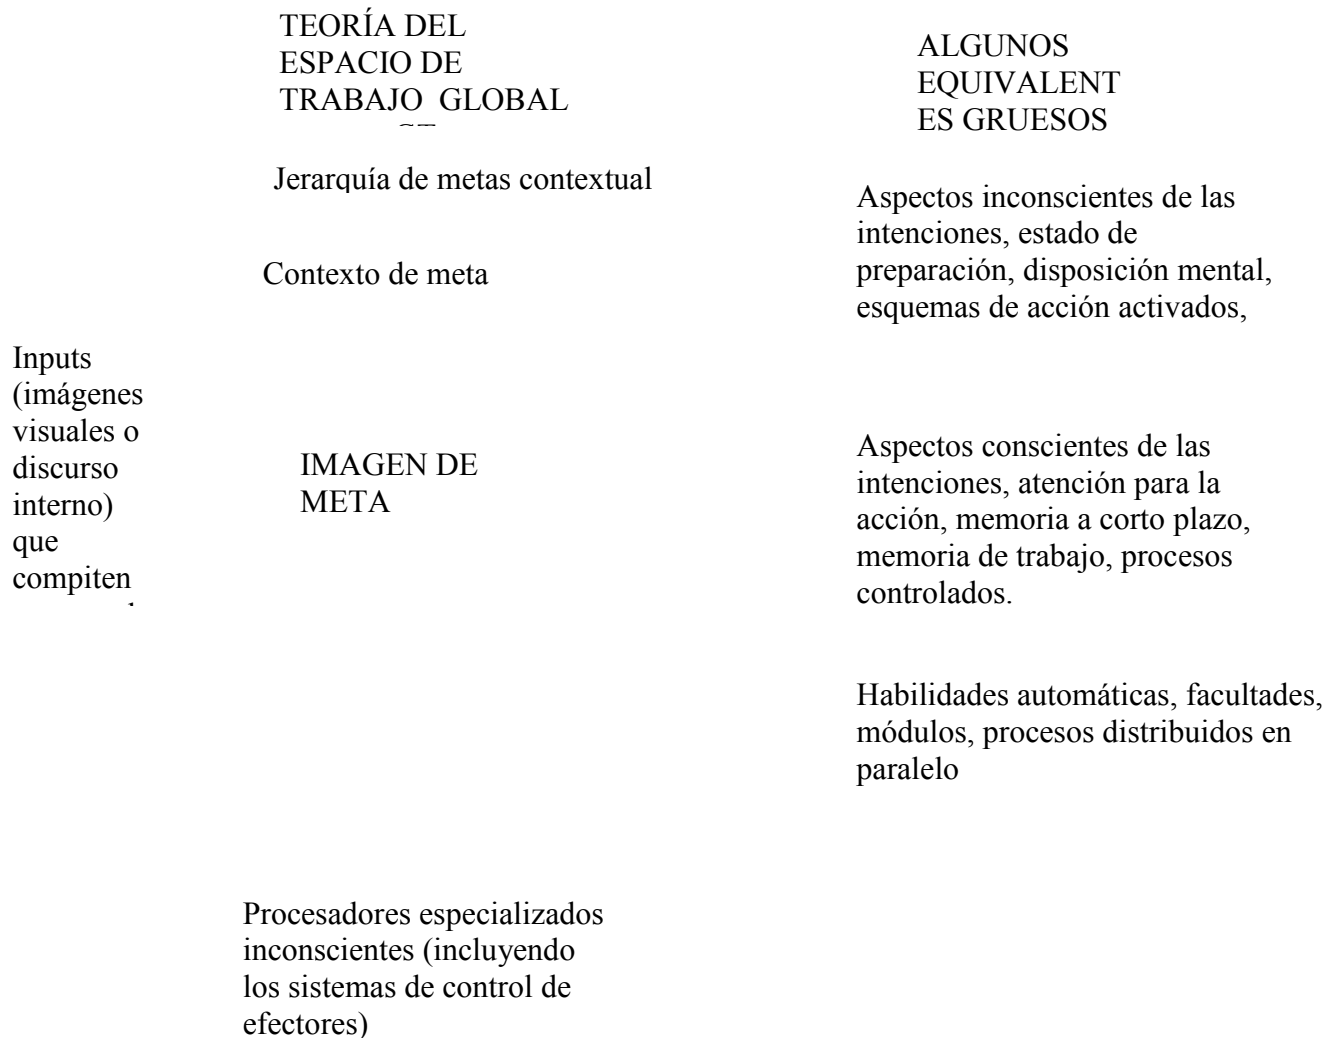 TEORÍA DEL
ESPACIO DE
TRABAJO GLOBAL
ALGUNOS
EQUIVALENT
ES GRUESOS
Jerarquía de metas contextual
Contexto de meta
Aspectos inconscientes de las
intenciones, estado de
preparación, disposición mental,
esquemas de acción activados,
Inputs
(imágenes
visuales o
discurso
interno)
que
compiten
IMAGEN DE
META
Aspectos conscientes de las
intenciones, atención para la
acción, memoria a corto plazo,
memoria de trabajo, procesos
controlados.
Habilidades automáticas, facultades,
módulos, procesos distribuidos en
paralelo
Procesadores especializados
inconscientes (incluyendo
los sistemas de control de
efectores)